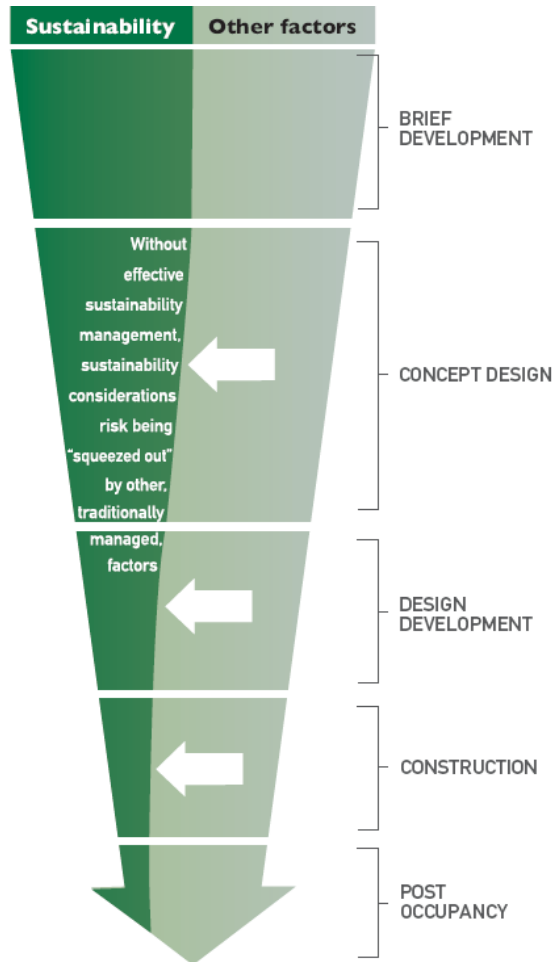 Sustainability
Other factors
BRIEF
DEVELOPMENT
Without
effective
sustainability
management,
sustainability
considerations
risk being
“squeezed out”
by other,
traditionally
managed,
factors
CONCEPT DESIGN
DESIGN
DEVELOPMENT
CONSTRUCTION
POST
OCCUPANCY